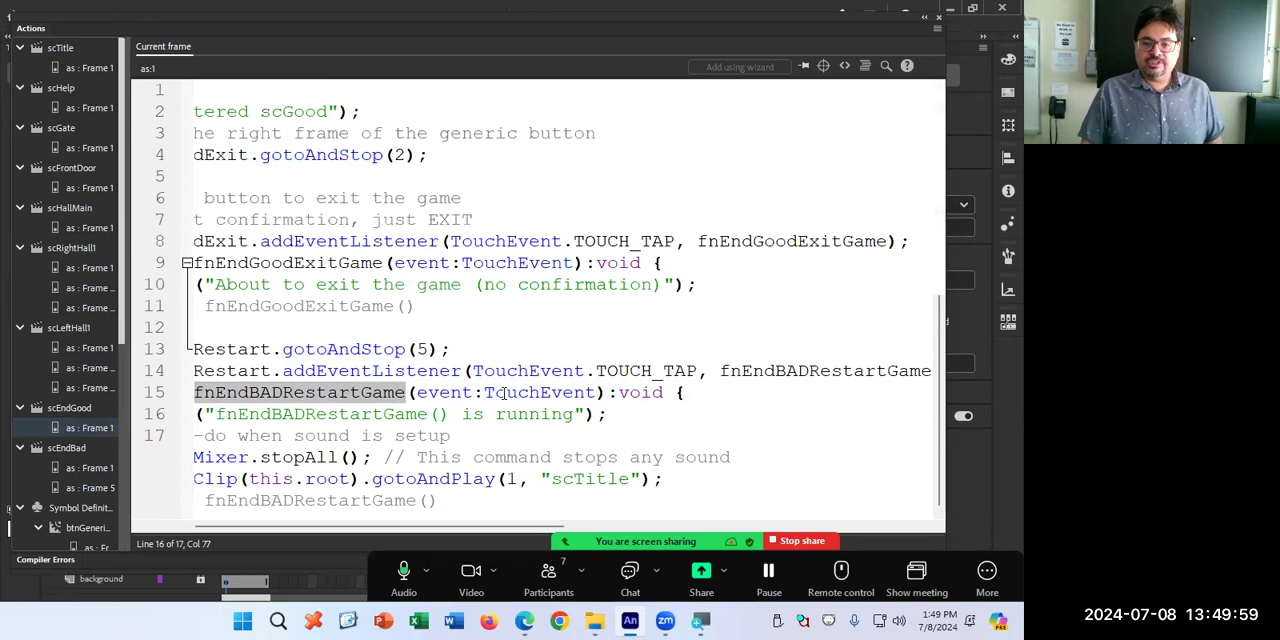 Actions
Current frame
scTitle
as : Frame 1
as:1
Add using wizard
scHelp
as : Frame 1
scGate
as : Frame 1
scFrontDoor
as : Frame 1
scHallMain
as : Frame 1
scRightHall1
as : Frame 1
as : Frame ...
as : Frame ...
scLeftHall1
as : Frame 1
as : Frame ...
as : Frame ...
scEndGood
as : Frame 1
scEndBad
as : Frame 1
as : Frame 5
Symbol Definit...
btnGeneri...
as : Fr
Compiler Errors
background
1
2 tered scGood");
3 he right frame of the generic button
4 dExit.gotoAndStop(2);
5
6 button to exit the game
7 t confirmation, just EXIT
8 dExit.addEventListener(TouchEvent.TOUCH_TAP, fnEndGoodExitGame);
9 fnEndGoodExitGame(event:TouchEvent):void {
10 ("About to exit the game (no confirmation)");
11 fnEndGoodExitGame()
12
13 Restart.gotoAndStop(5);
14 Restart.addEventListener(TouchEvent.TOUCH_TAP, fnEndBADRestartGame
15 fnEndBADRestartGame(event:TouchEvent):void {
16 ("fnEndBADRestartGame() is running");
17 -do when sound is setup
Mixer.stopAll(); // This command stops any sound
Clip(this.root).gotoAndPlay(1, "scTitle");
fnEndBADRestartGame()
Line 16 of 17, Col 77
You are screen sharing
Stop share
7
Audio
Video
Participants
Chat
Share
Pause
Remote control
Show meeting
More
An
zm
1:49 PM
7/8/2024
PRE
2024-07-08 13:49:59